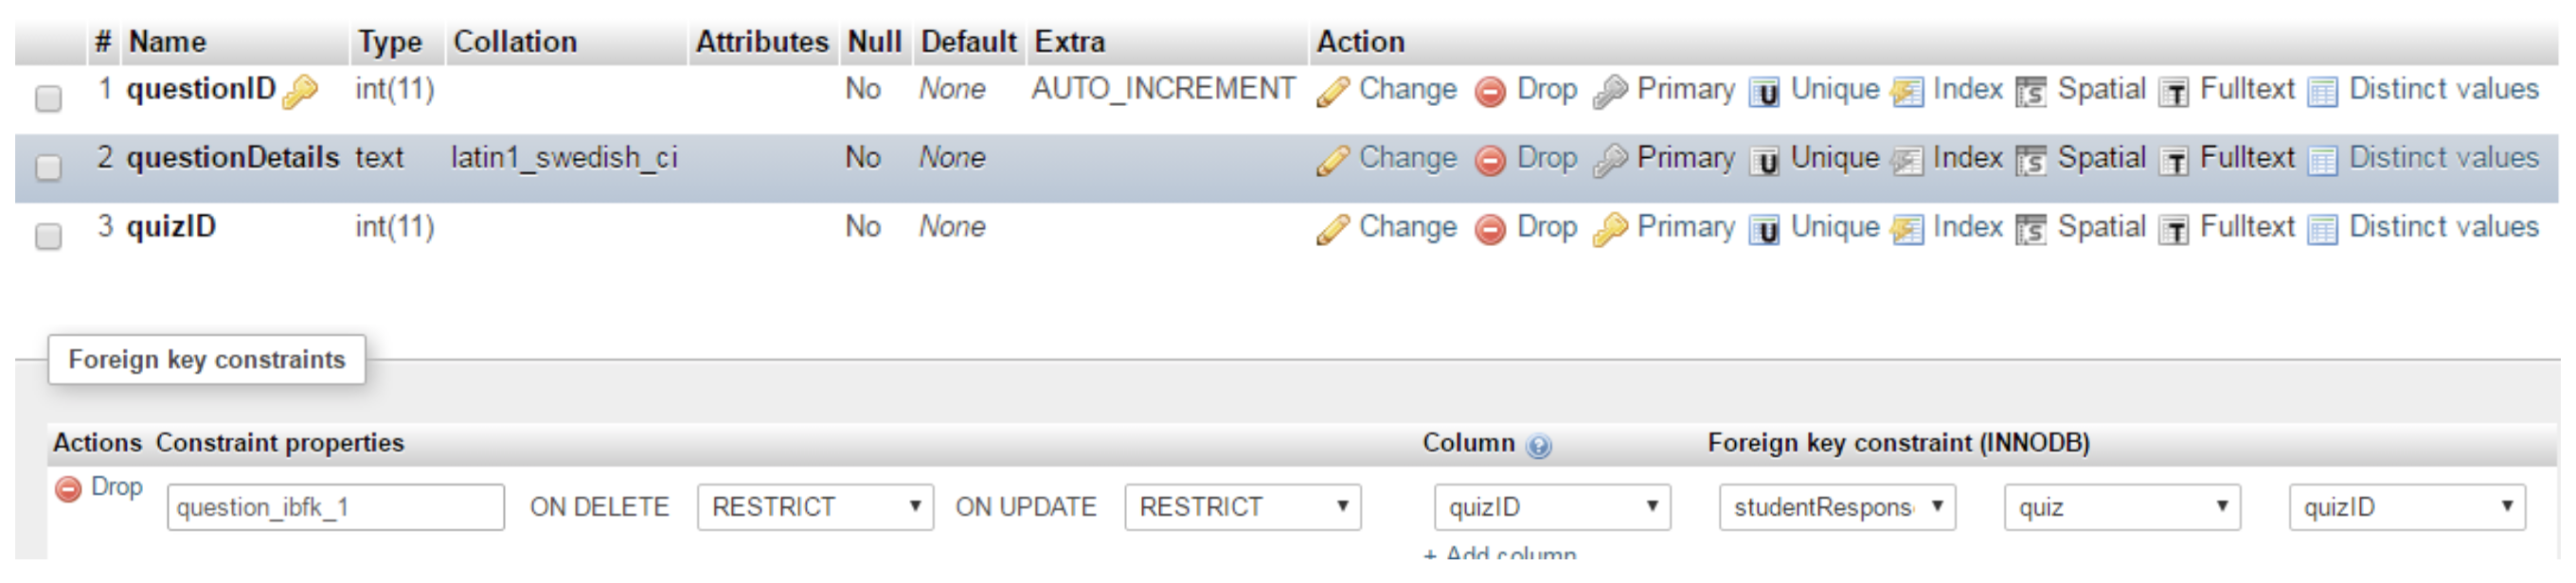 # Name Type Collation Attributes Null Default Extra Action
1 questionID int(11) No None AUTO_INCREMENT Change Drop Primary Unique Index Spatial Fulltext Distinct values
2 questionDetails text latin1_swedish_ci No None Change Drop Primary Unique Index Spatial Fulltext Distinct values
3 quizID int(11) No None Change Drop Primary Unique Index Spatial Fulltext Distinct values
Foreign key constraints
Actions Constraint properties Column Foreign key constraint (INNODB)
Drop question_ibfk_1 ON DELETE RESTRICT ON UPDATE RESTRICT quizID studentRespons quiz quizID
+ Add column